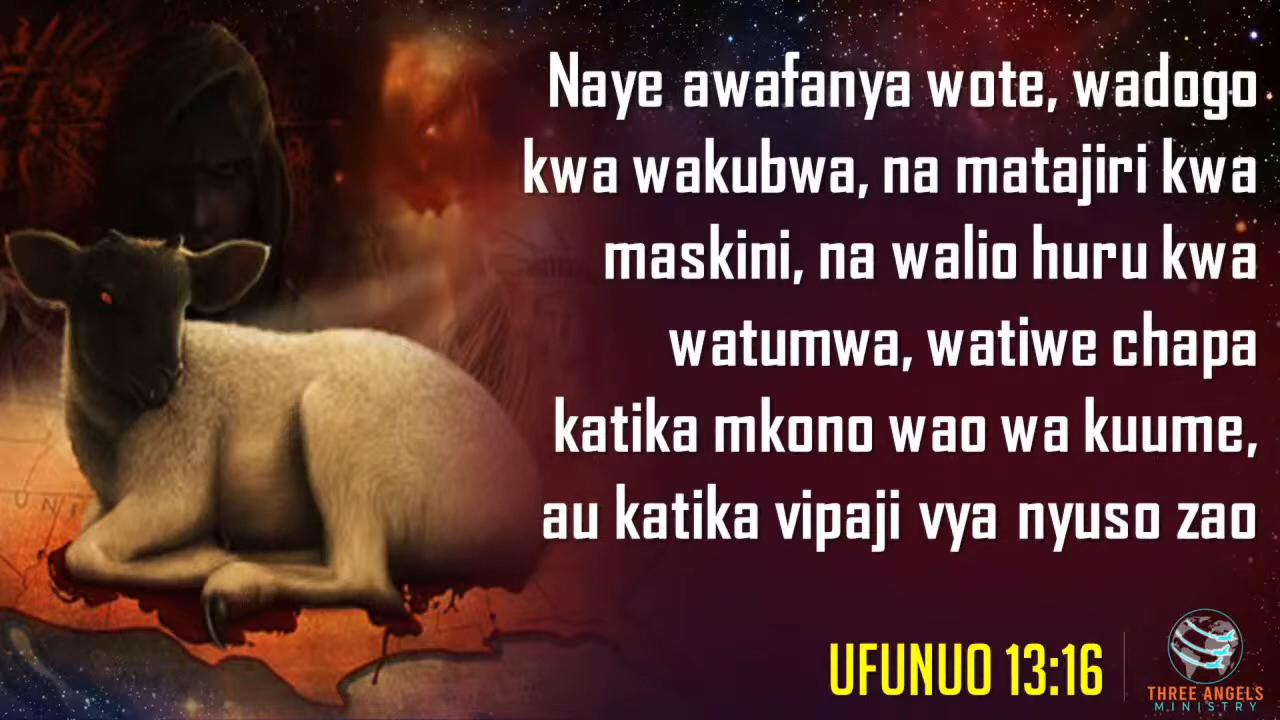 Naye awafanya wote, wadogo
kwa wakubwa, na matajiri kwa
maskini, na walio huru kwa
watumwa, watiwe chapa
katika mkono wao wa kuume,
au katika vipaji vya nyuso zao
UNI
UFUNUO 13:16
THREE ANGELS
MINISTRY